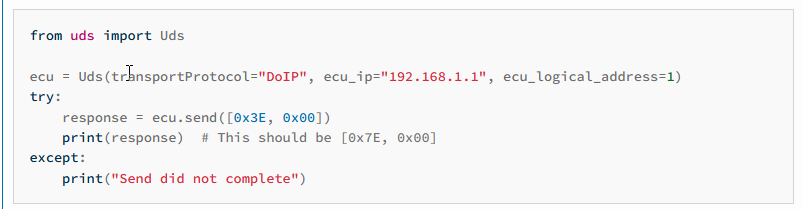 from uds import Uds
ecu = Uds(transportProtocol="DoIP", ecu_ip="192.168.1.1", ecu_logical_address=1)
try:
    response = ecu.send([0x3E, 0x00])
    print(response)  # This should be [0x7E, 0x00]
except:
    print("Send did not complete")